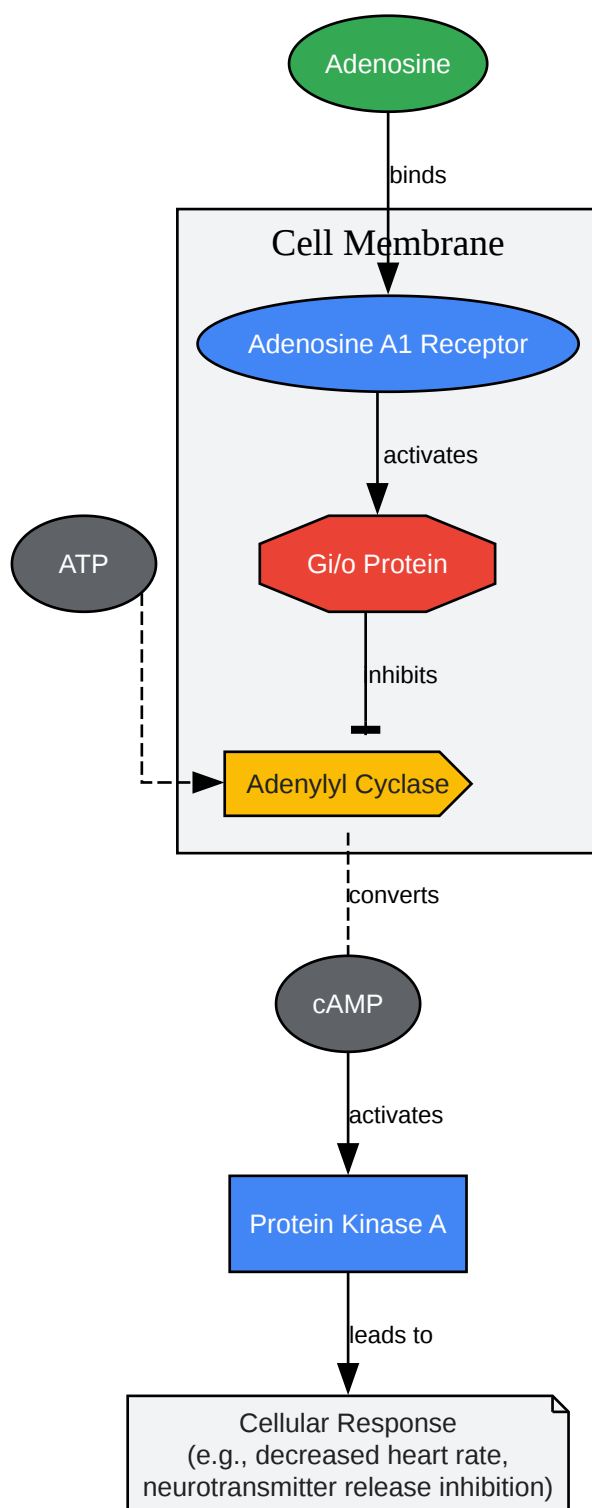 Adenosine
binds
Cell Membrane
Adenosine A1 Receptor
activates
ATP
Gi/o Protein
inhibits
Adenylyl Cyclase
converts
cAMP
activates
Protein Kinase A
leads to
Cellular Response
(e.g., decreased heart rate,
neurotransmitter release inhibition)